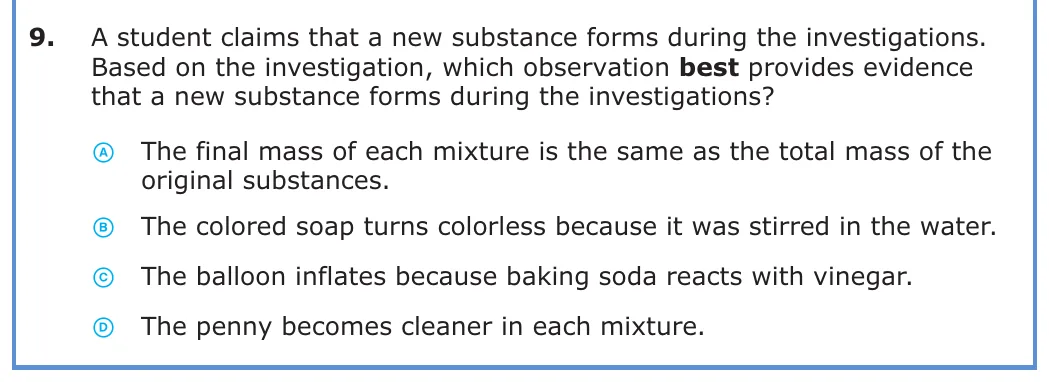 9. A student claims that a new substance forms during the investigations.
Based on the investigation, which observation best provides evidence
that a new substance forms during the investigations?
A The final mass of each mixture is the same as the total mass of the
original substances.
B The colored soap turns colorless because it was stirred in the water.
C The balloon inflates because baking soda reacts with vinegar.
D The penny becomes cleaner in each mixture.